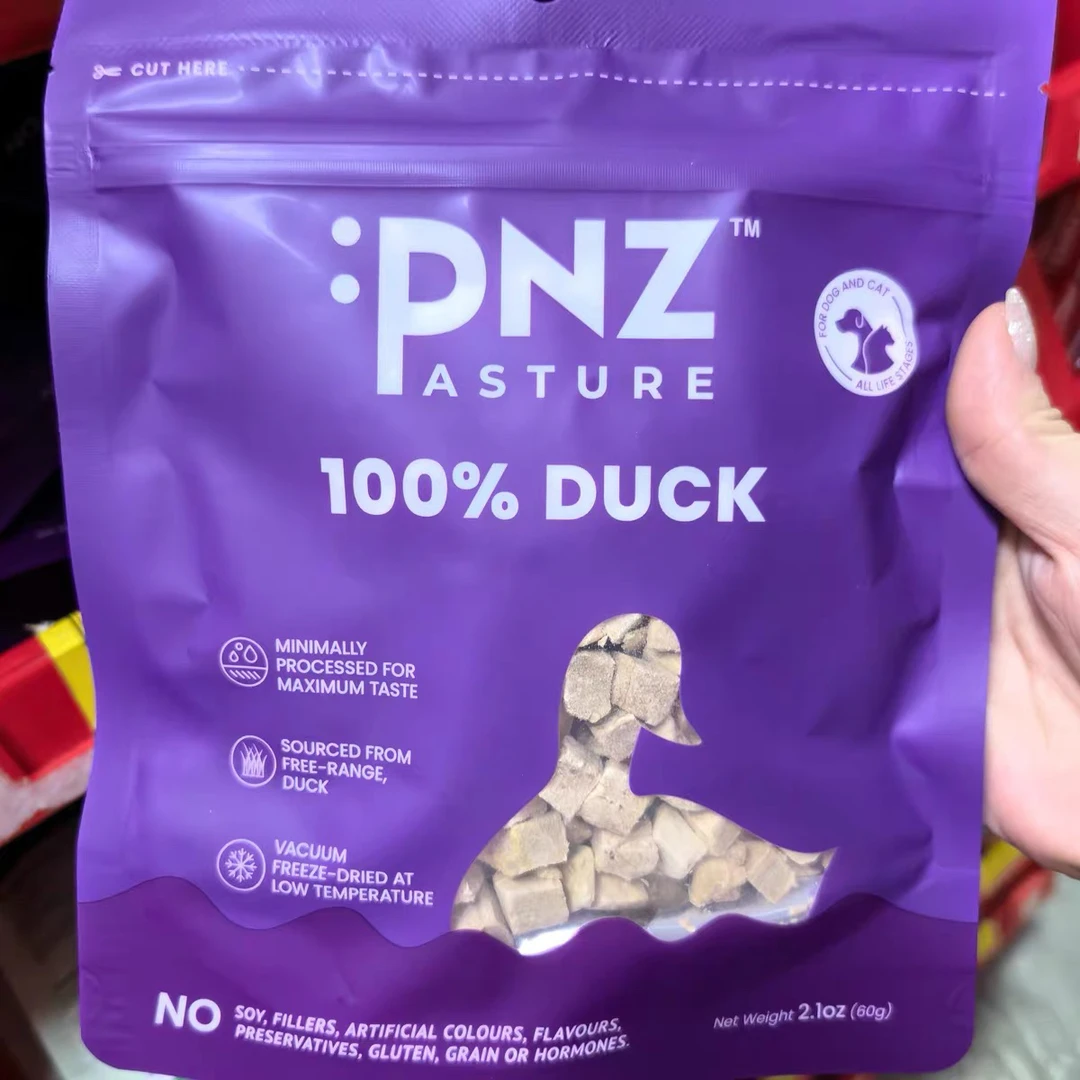 CUT HERE
:PNZ™
ASTURE
FOR DOG AND CAT
ALL LIFE STAGES
100% DUCK
MINIMALLY
PROCESSED FOR
MAXIMUM TASTE
SOURCED FROM
FREE-RANGE,
DUCK
VACUUM
FREEZE-DRIED AT
LOW TEMPERATURE
NO
SOY, FILLERS, ARTIFICIAL COLOURS, FLAVOURS,
PRESERVATIVES, GLUTEN, GRAIN OR HORMONES.
Net Weight 2.1oz (60g)